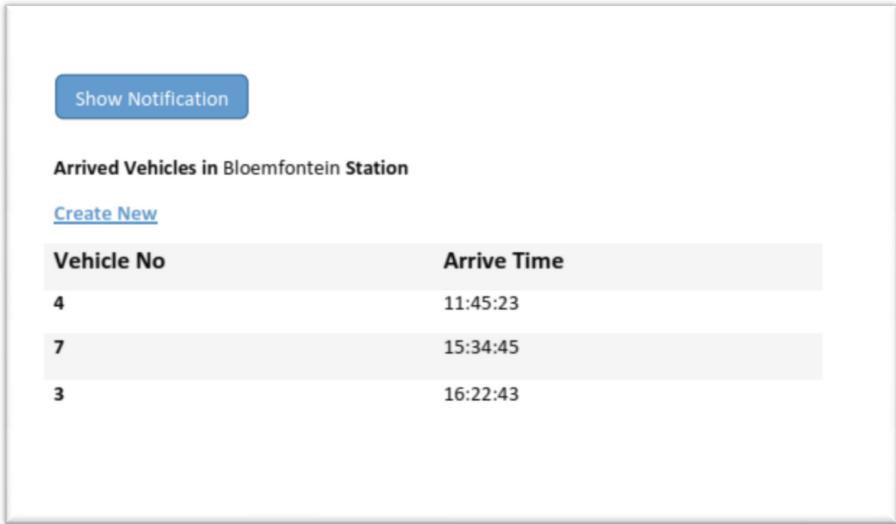 Show Notification
Arrived Vehicles in Bloemfontein Station
Create New
Vehicle No Arrive Time
4 11:45:23
7 15:34:45
3 16:22:43